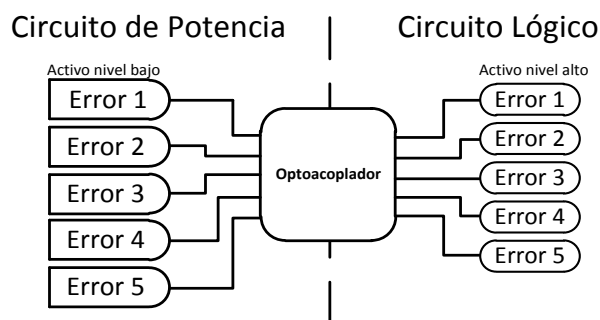 Circuito de Potencia
Circuito Lógico
Activo nivel bajo
Activo nivel alto
Error 1
Error 2
Error 3
Error 4
Error 5
Optoacoplador
Error 1
Error 2
Error 3
Error 4
Error 5